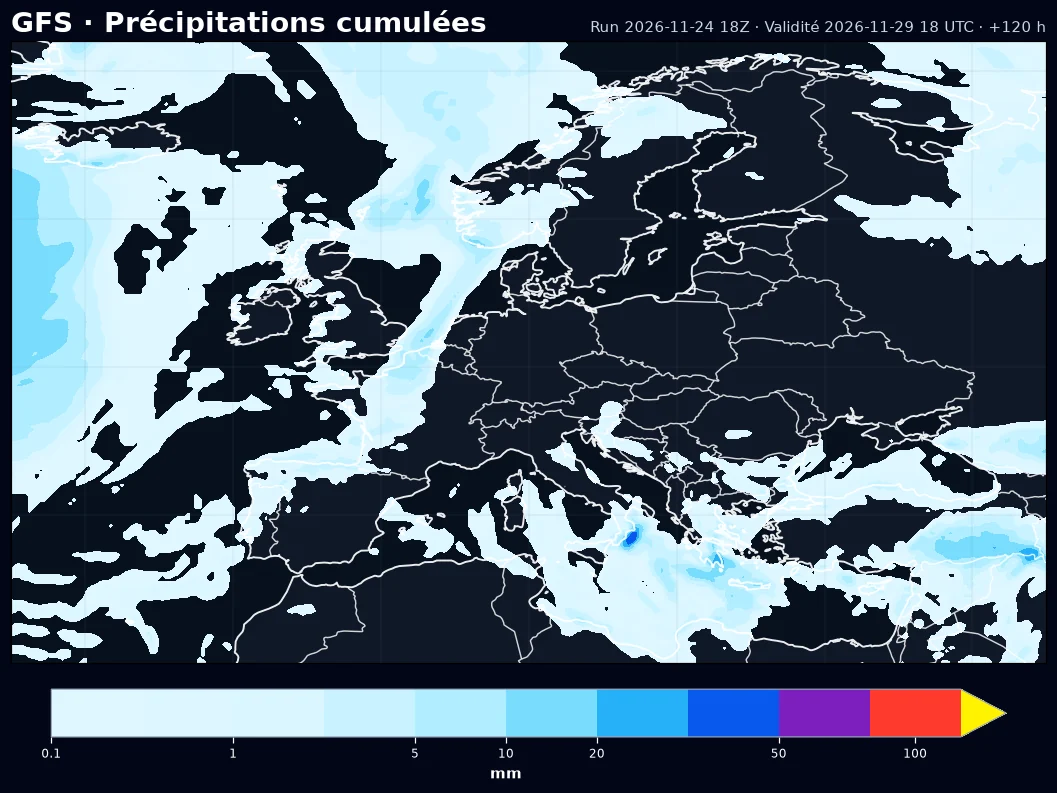 GFS · Précipitations cumulées
Run 2026-11-24 18Z · Validité 2026-11-29 18 UTC · +120 h
0.1 1 5 10 20 50 100
mm